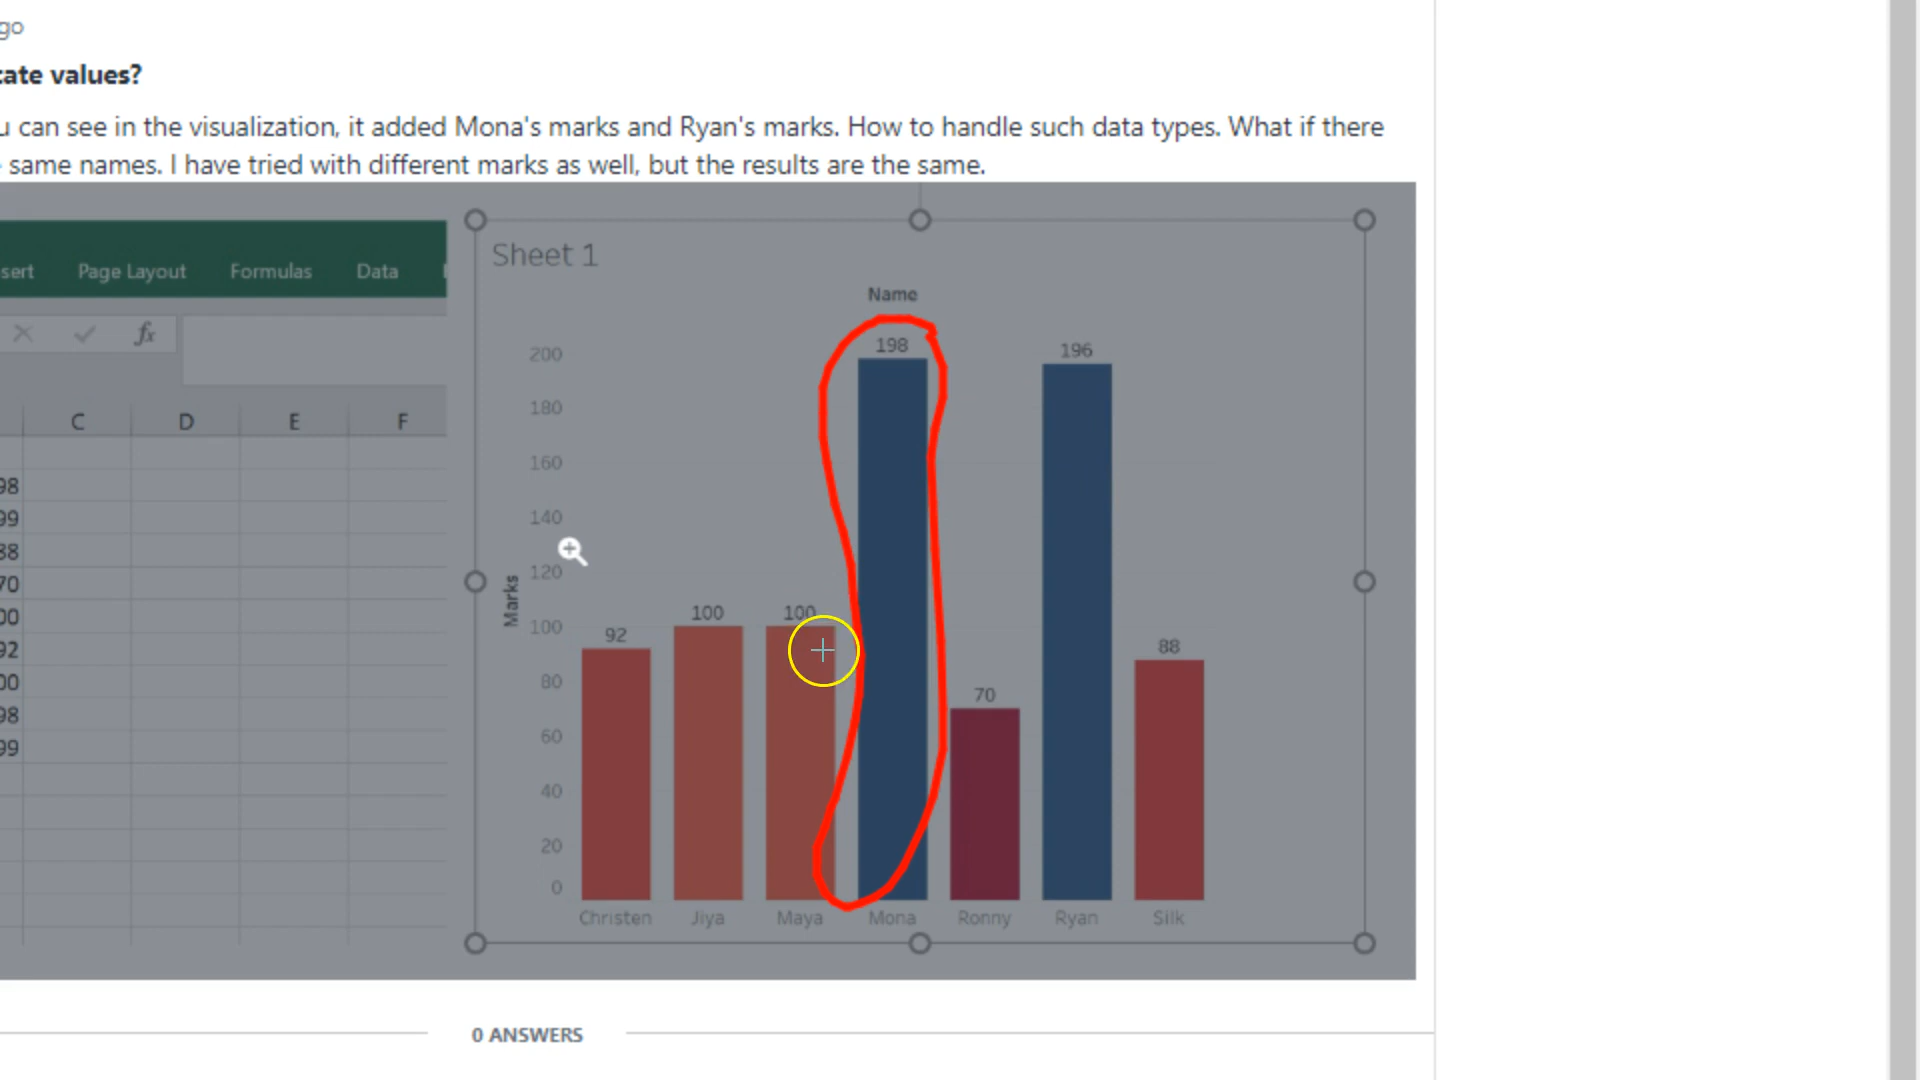 go
cate values?
u can see in the visualization, it added Mona's marks and Ryan's marks. How to handle such data types. What if there
same names. I have tried with different marks as well, but the results are the same.
sert Page Layout Formulas Data
fx
C D E F
98
99
88
70
00
92
00
98
99
Sheet 1
Name
200
180
160
140
120
100
80
60
40
20
0
Marks
92
100
100
198
70
196
88
Christen Jiya Maya Mona Ronny Ryan Silk
0 ANSWERS